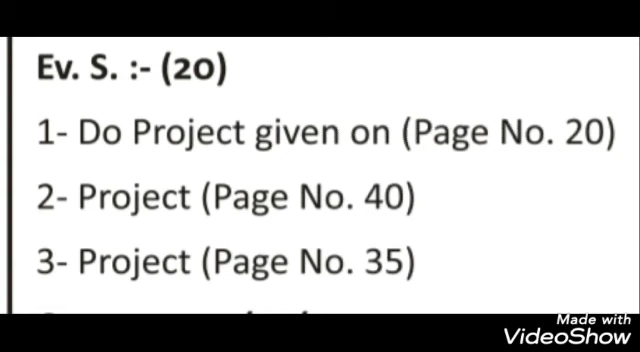 Ev. S. :- (20)
1- Do Project given on (Page No. 20)
2- Project (Page No. 40)
3- Project (Page No. 35)
Made with
VideoShow